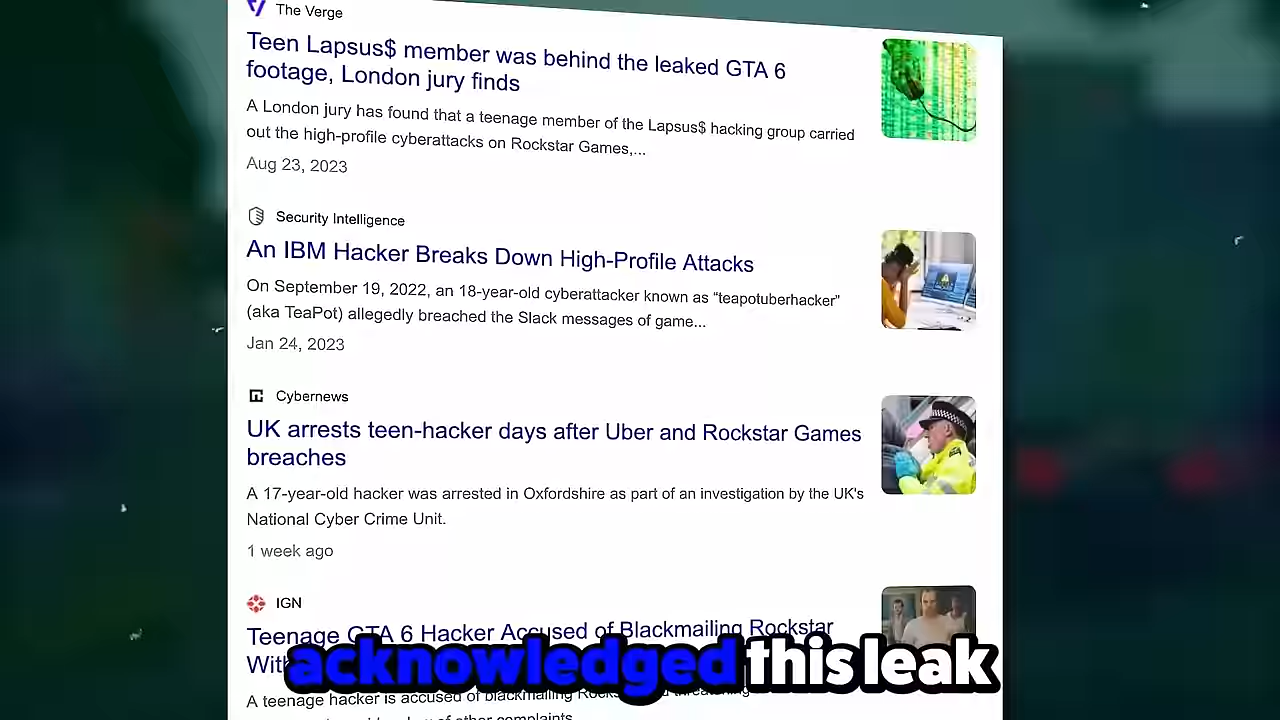 The Verge
Teen Lapsus$ member was behind the leaked GTA 6
footage, London jury finds
A London jury has found that a teenage member of the Lapsus$ hacking group carried
out the high-profile cyberattacks on Rockstar Games,...
Aug 23, 2023
Security Intelligence
An IBM Hacker Breaks Down High-Profile Attacks
On September 19, 2022, an 18-year-old cyberattacker known as “teapotuberhacker”
(aka TeaPot) allegedly breached the Slack messages of game...
Jan 24, 2023
Cybernews
UK arrests teen-hacker days after Uber and Rockstar Games
breaches
A 17-year-old hacker was arrested in Oxfordshire as part of an investigation by the UK's
National Cyber Crime Unit.
1 week ago
IGN
Teenage GTA 6 Hacker Accused of Blackmailing Rockstar
acknowledged this leak
A teenage hacker is accused of blackmailing threatening
of other complaints